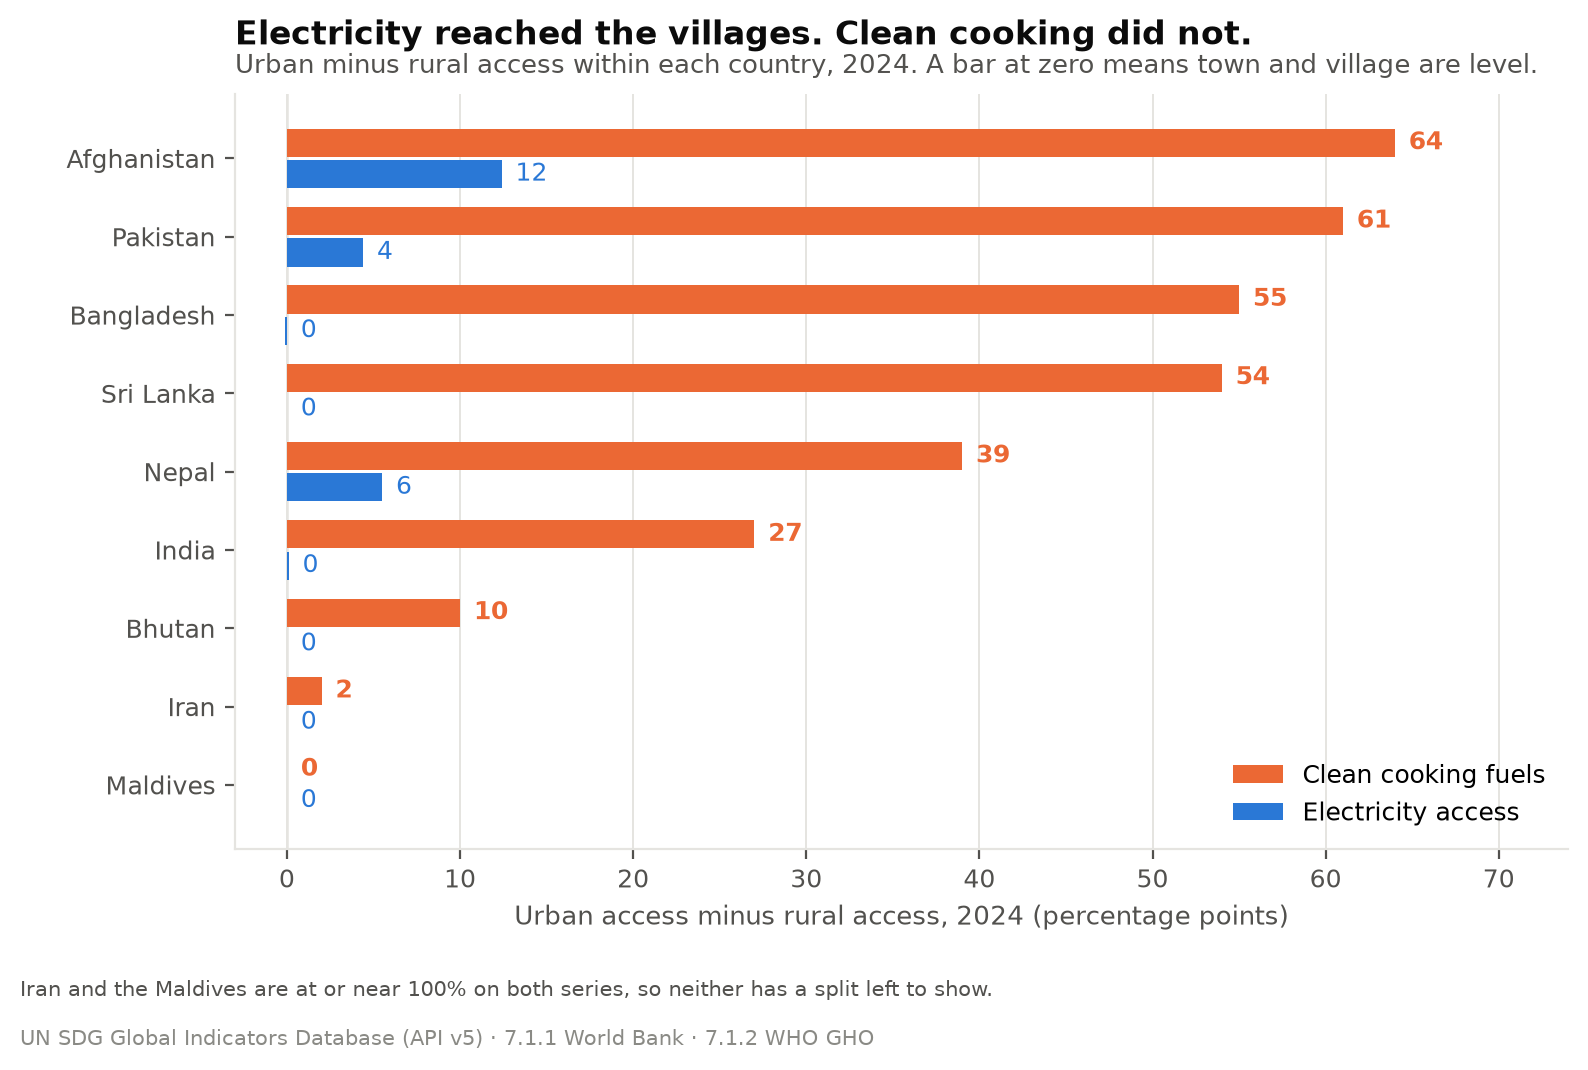 Electricity reached the villages. Clean cooking did not.
Urban minus rural access within each country, 2024. A bar at zero means town and village are level.
Afghanistan
64
12
Pakistan
61
4
Bangladesh
55
0
Sri Lanka
54
0
Nepal
39
6
India
27
0
Bhutan
10
0
Iran
2
0
Maldives
0
0
Clean cooking fuels
Electricity access
0 10 20 30 40 50 60 70
Urban access minus rural access, 2024 (percentage points)
Iran and the Maldives are at or near 100% on both series, so neither has a split left to show.
UN SDG Global Indicators Database (API v5) · 7.1.1 World Bank · 7.1.2 WHO GHO